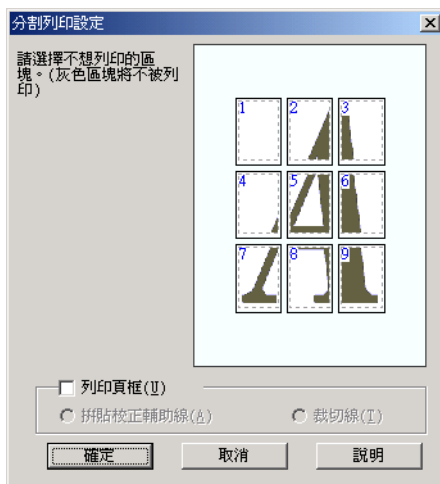 分割列印設定
請選擇不想列印的區
塊。(灰色區塊將不被列
印)
1 2 3
4 5 6
7 8 9
列印頁框(U)
拼貼校正輔助線(A) 裁切線(I)
確定 取消 說明